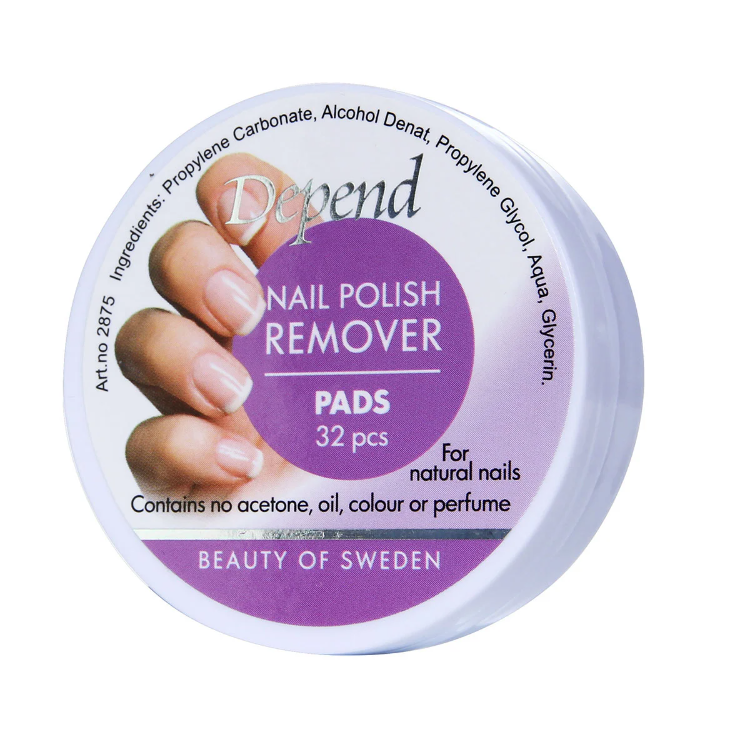 Art.no 2875 Ingredients: Propylene Carbonate, Alcohol Denat, Propylene Glycol, Aqua, Glycerin.
Depend
NAIL POLISH
REMOVER
PADS
32 pcs
For
natural nails
Contains no acetone, oil, colour or perfume
BEAUTY OF SWEDEN